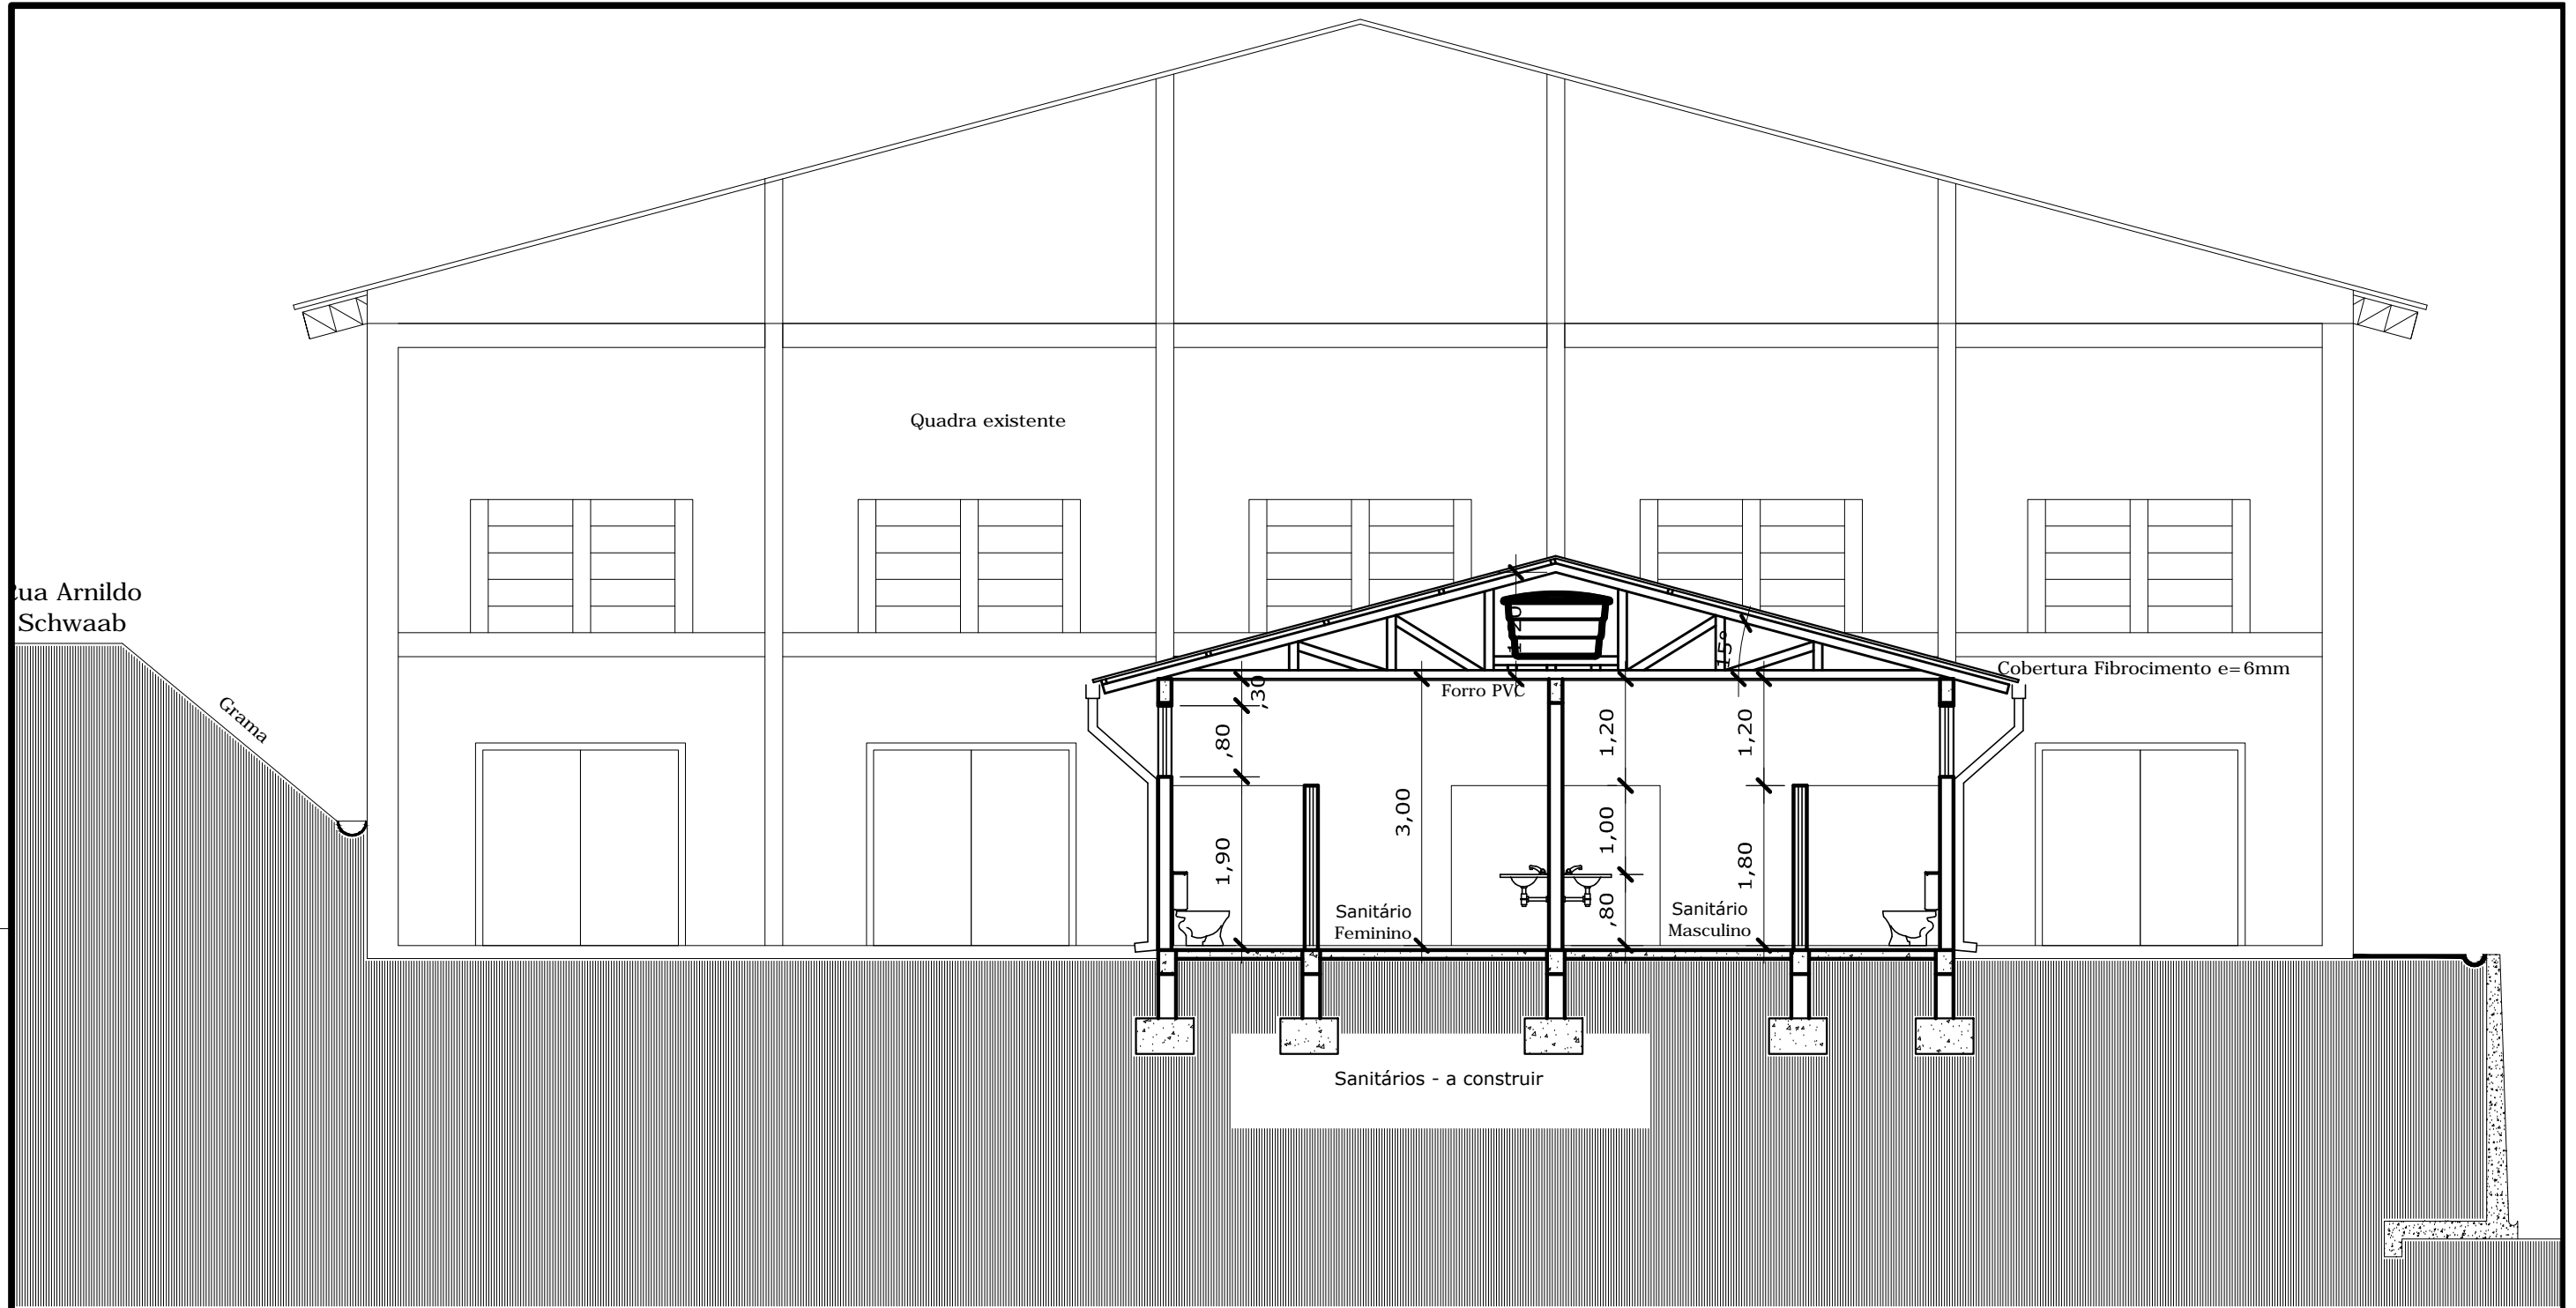 Quadra existente
Arnildo
Schwaab
Grama
Cobertura Fibrocimento e=6mm
15°
Forro PVC
,30
,80
1,90
3,00
1,20
1,00
,80
1,20
1,80
Sanitário
Feminino
Sanitário
Masculino
Sanitários - a construir